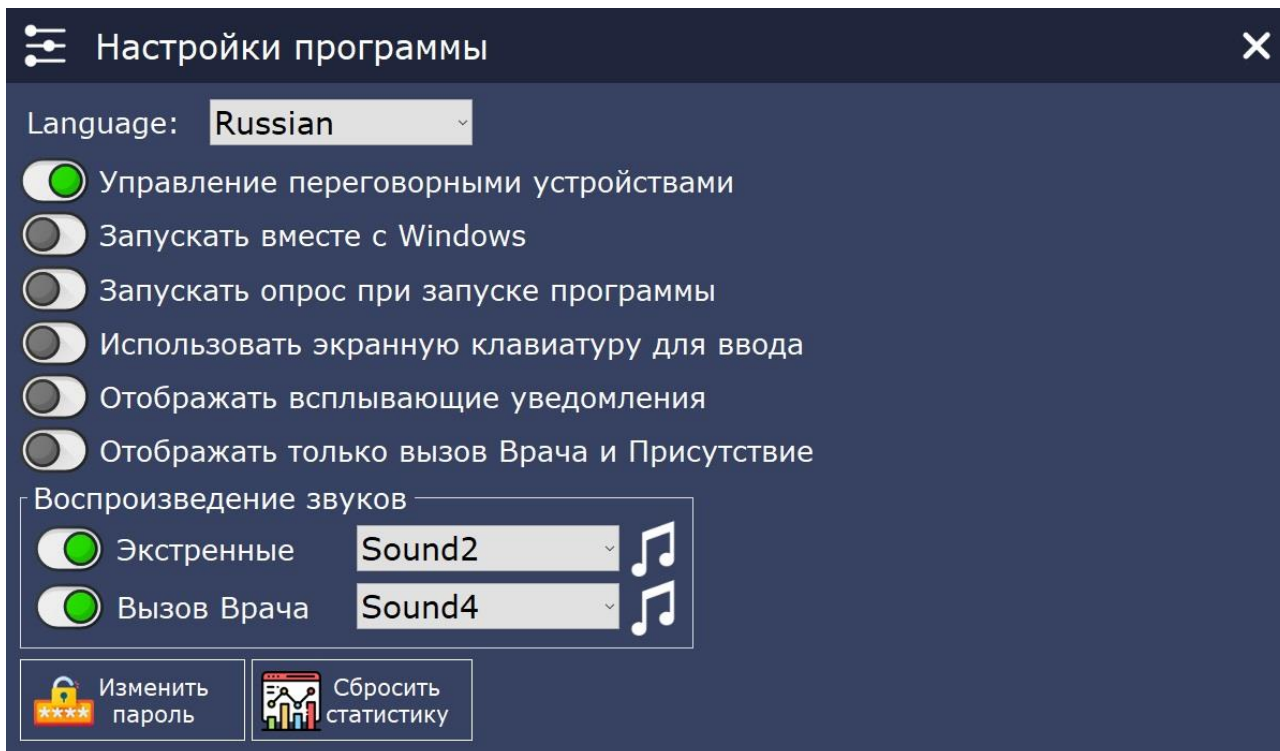 Настройки программы
Language: Russian
Управление переговорными устройствами
Запускать вместе с Windows
Запускать опрос при запуске программы
Использовать экранную клавиатуру для ввода
Отображать всплывающие уведомления
Отображать только вызов Врача и Присутствие
Воспроизведение звуков
Экстренные Sound2
Вызов Врача Sound4
Изменить
пароль
****
Сбросить
статистику